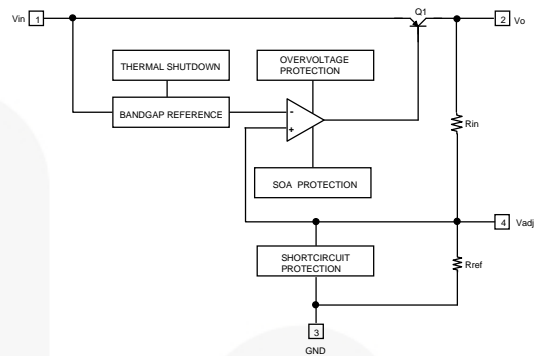 Q1
Vin 1
2 Vo
THERMAL SHUTDOWN
OVERVOLTAGE
PROTECTION
BANDGAP REFERENCE
-
+
Rin
SOA PROTECTION
4 Vadj
SHORTCIRCUIT
PROTECTION
Rref
3
GND